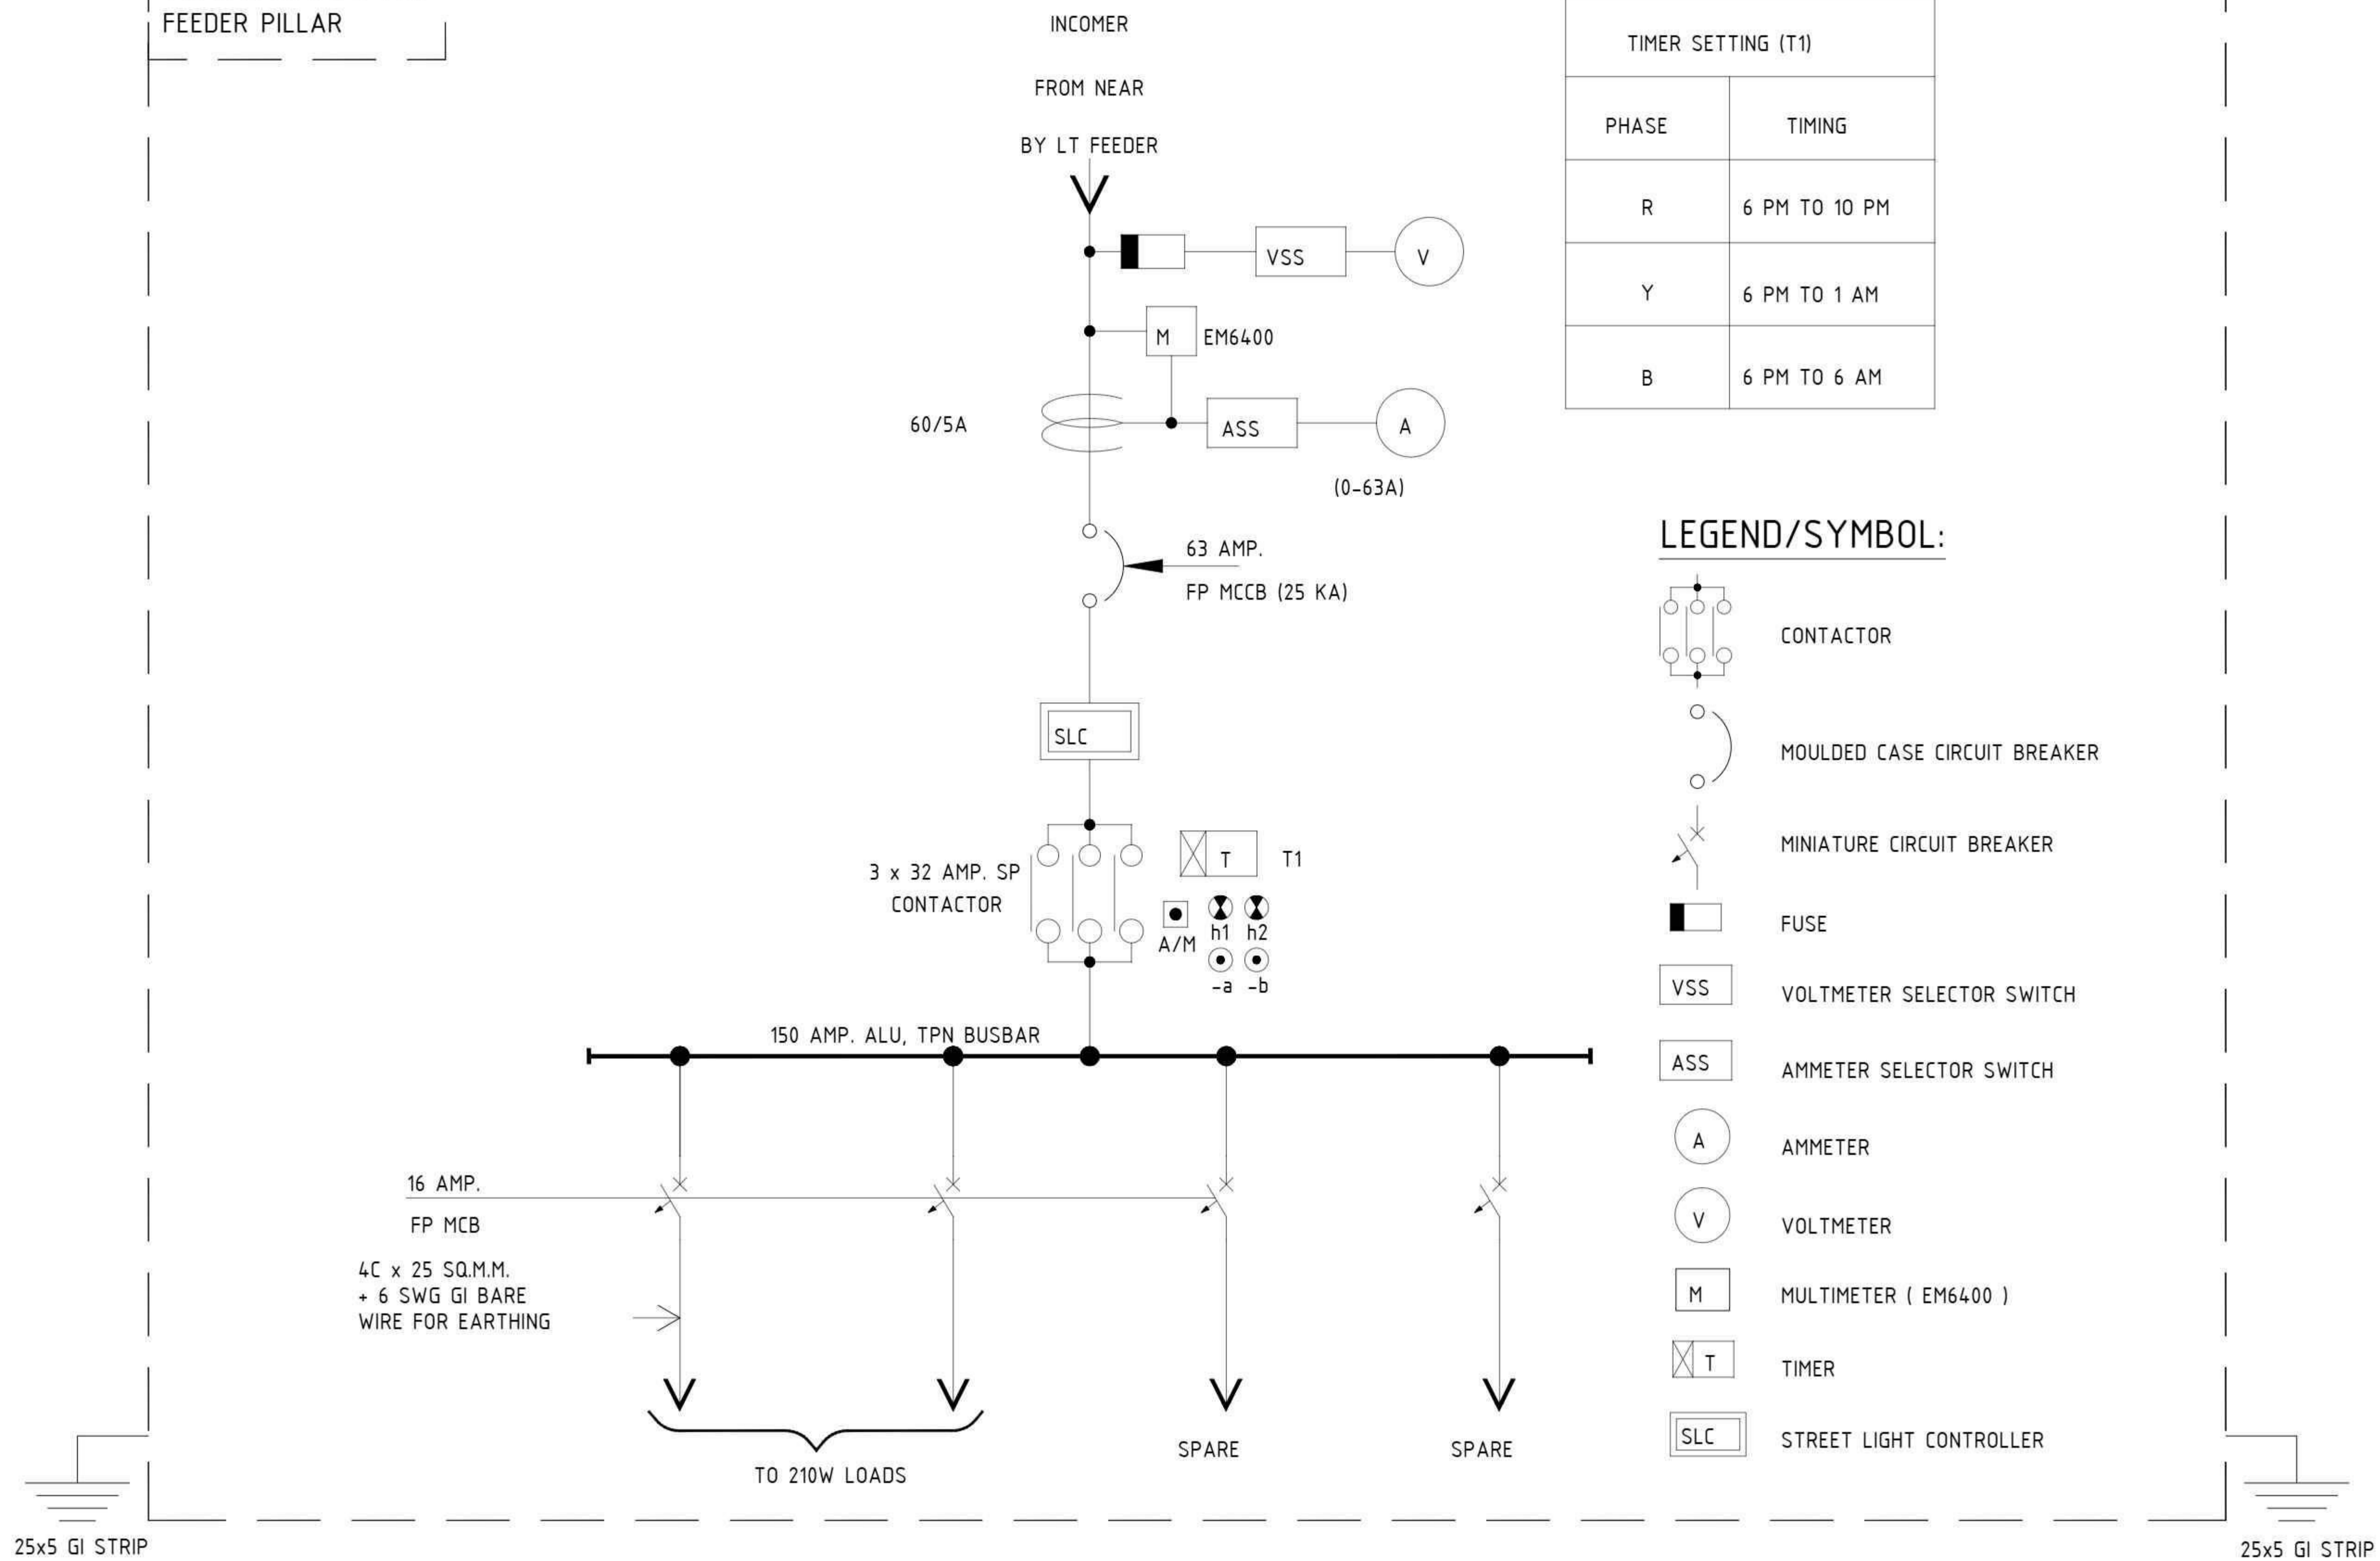 FEEDER PILLAR
INCOMER
FROM NEAR
BY LT FEEDER
TIMER SETTING (T1)
PHASE TIMING
R 6 PM TO 10 PM
Y 6 PM TO 1 AM
B 6 PM TO 6 AM
VSS V
M EM6400
60/5A
ASS A
(0-63A)
63 AMP.
FP MCCB (25 KA)
SLC
3 x 32 AMP. SP
CONTACTOR
T T1
A/M h1 h2
-a -b
150 AMP. ALU, TPN BUSBAR
16 AMP.
FP MCB
4C x 25 SQ.M.M.
+ 6 SWG GI BARE
WIRE FOR EARTHING
TO 210W LOADS
SPARE
SPARE
LEGEND/SYMBOL:
CONTACTOR
MOULDED CASE CIRCUIT BREAKER
MINIATURE CIRCUIT BREAKER
FUSE
VSS VOLTMETER SELECTOR SWITCH
ASS AMMETER SELECTOR SWITCH
A AMMETER
V VOLTMETER
M MULTIMETER ( EM6400 )
T TIMER
SLC STREET LIGHT CONTROLLER
25x5 GI STRIP
25x5 GI STRIP